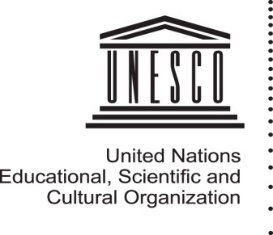 UNESCO
United Nations
Educational, Scientific and
Cultural Organization